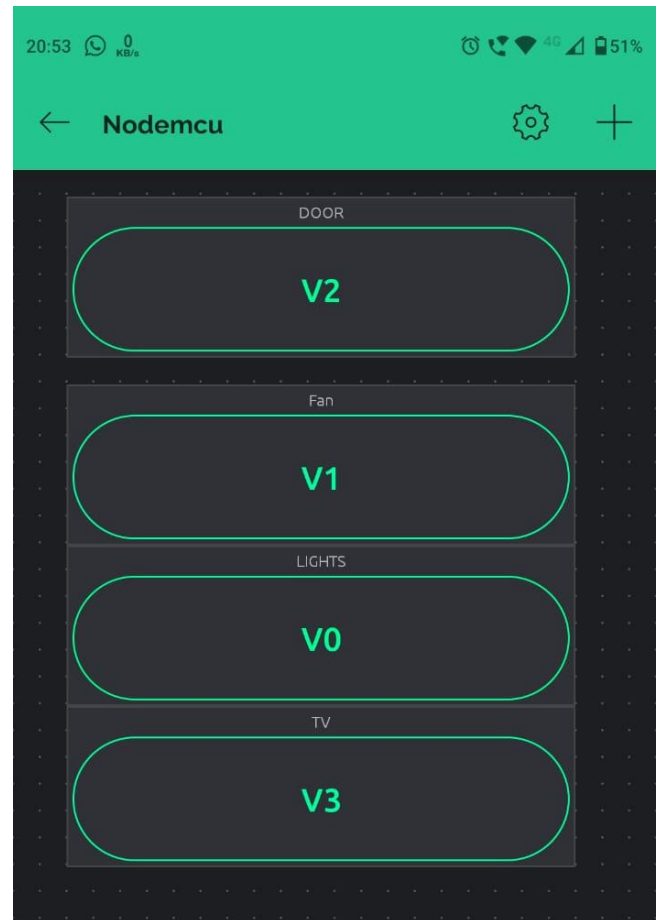 20:53 0 KB/s 4G 51%
Nodemcu
DOOR
V2
Fan
V1
LIGHTS
V0
TV
V3